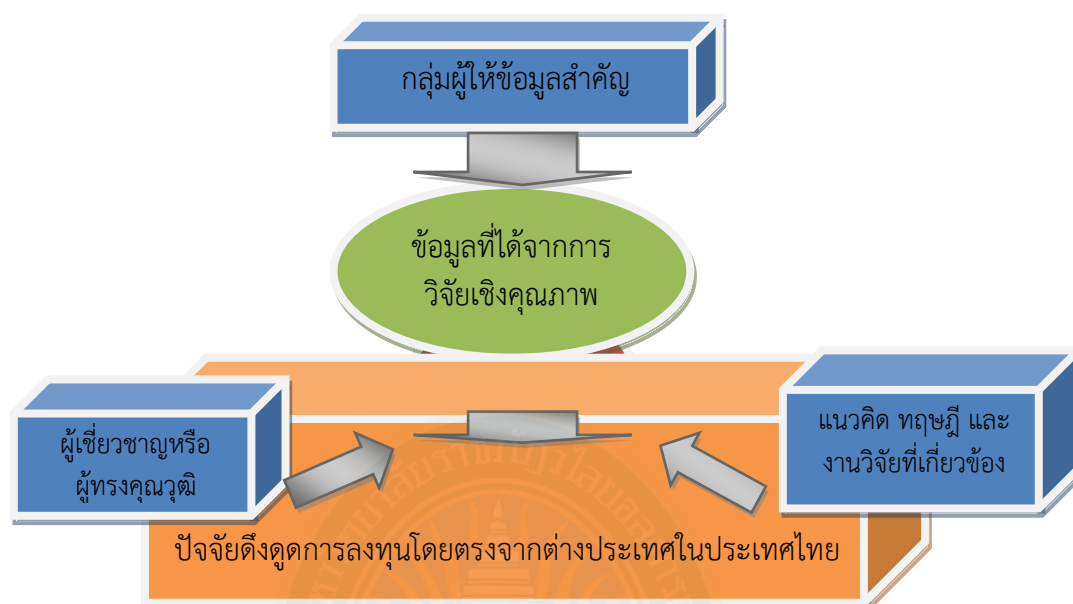 กลุ่มผู้ให้ข้อมูลสำคัญ
ข้อมูลที่ได้จากการ
วิจัยเชิงคุณภาพ
ผู้เชี่ยวชาญหรือ
ผู้ทรงคุณวุฒิ
แนวคิด ทฤษฎี และ
งานวิจัยที่เกี่ยวข้อง
ปัจจัยดึงดูดการลงทุนโดยตรงจากต่างประเทศในประเทศไทย